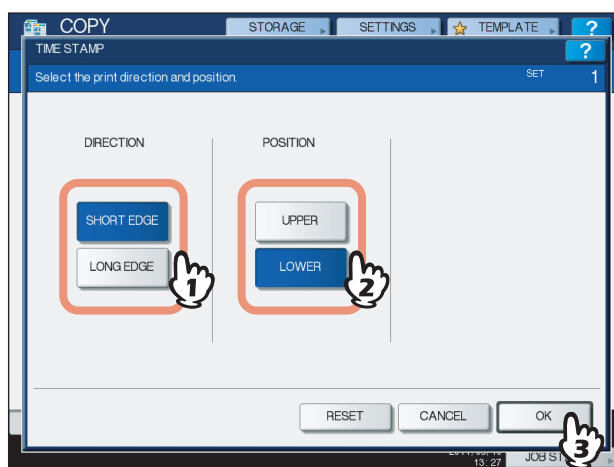 COPY STORAGE SETTINGS TEMPLATE ?
TIME STAMP ?
Select the print direction and position. SET 1
DIRECTION POSITION
SHORT EDGE UPPER
LONG EDGE LOWER
1 2
RESET CANCEL OK
3
13:27 JOB